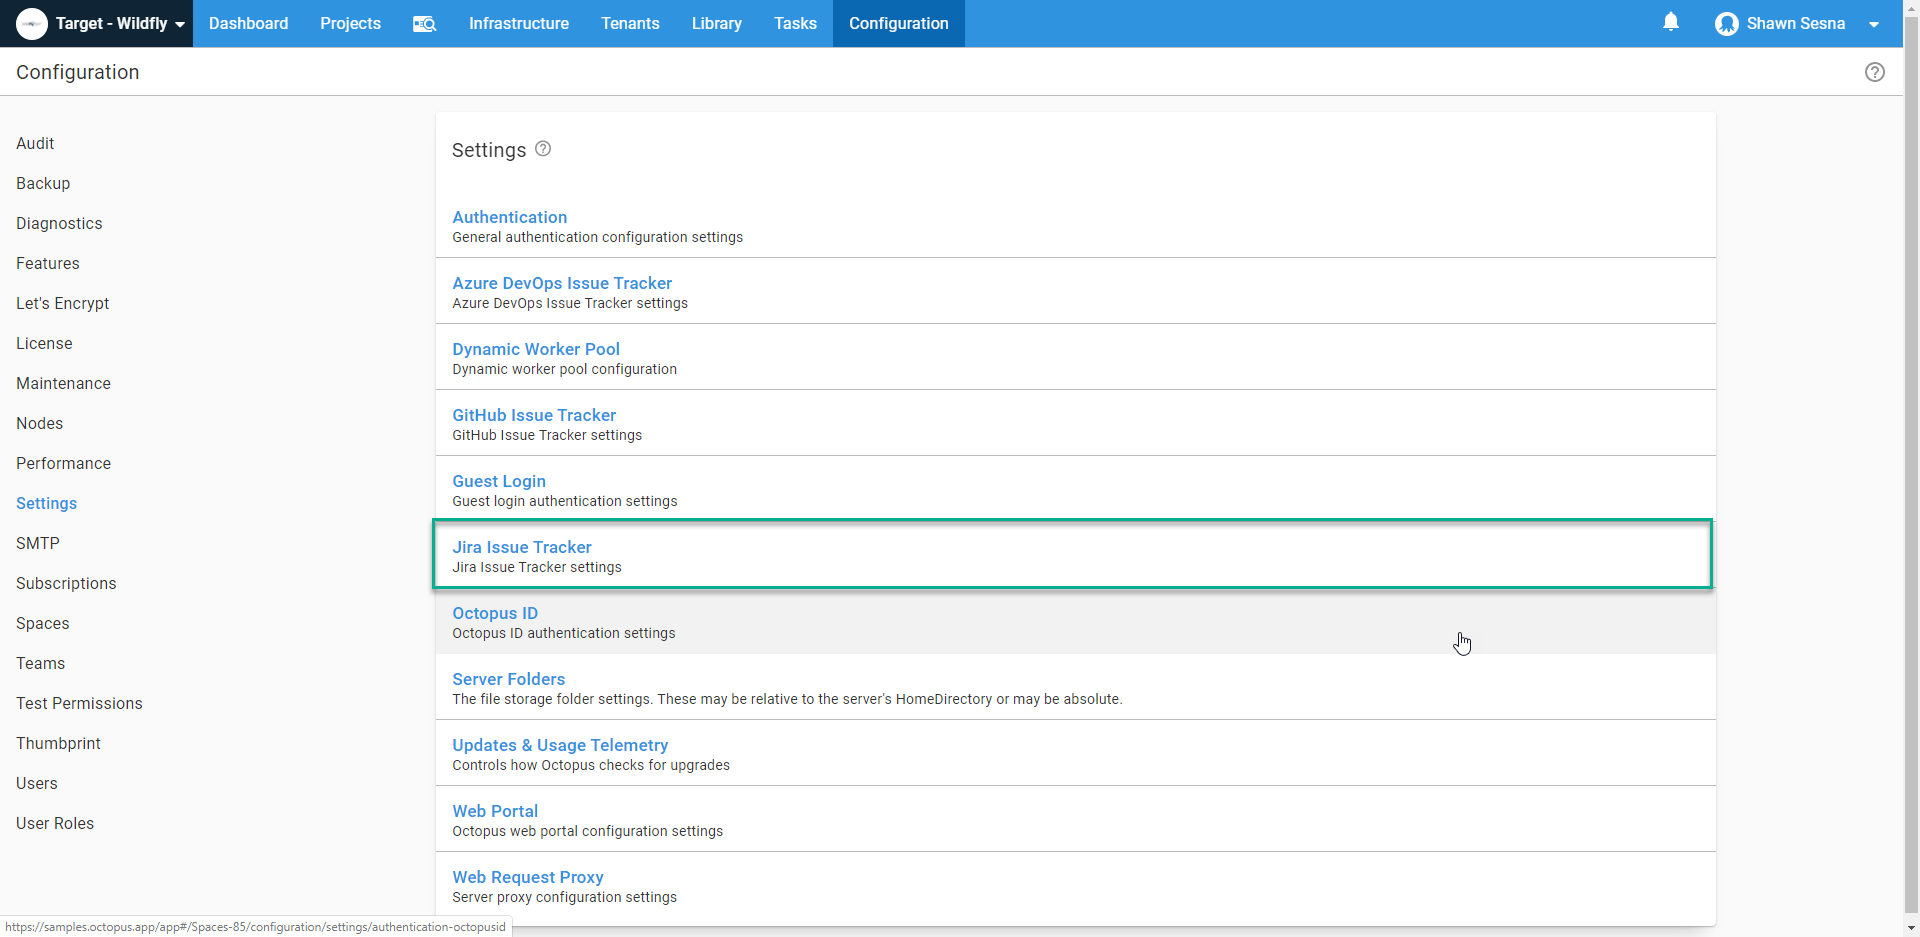 Target - Wildfly
Dashboard
Projects
Infrastructure
Tenants
Library
Tasks
Configuration
Shawn Sesna
Configuration
Audit
Backup
Diagnostics
Features
Let's Encrypt
License
Maintenance
Nodes
Performance
Settings
SMTP
Subscriptions
Spaces
Teams
Test Permissions
Thumbprint
Users
User Roles
Settings
Authentication
General authentication configuration settings
Azure DevOps Issue Tracker
Azure DevOps Issue Tracker settings
Dynamic Worker Pool
Dynamic worker pool configuration
GitHub Issue Tracker
GitHub Issue Tracker settings
Guest Login
Guest login authentication settings
Jira Issue Tracker
Jira Issue Tracker settings
Octopus ID
Octopus ID authentication settings
Server Folders
The file storage folder settings. These may be relative to the server's HomeDirectory or may be absolute.
Updates & Usage Telemetry
Controls how Octopus checks for upgrades
Web Portal
Octopus web portal configuration settings
Web Request Proxy
Server proxy configuration settings
https://samples.octopus.app/app#/Spaces-85/configuration/settings/authentication-octopusid